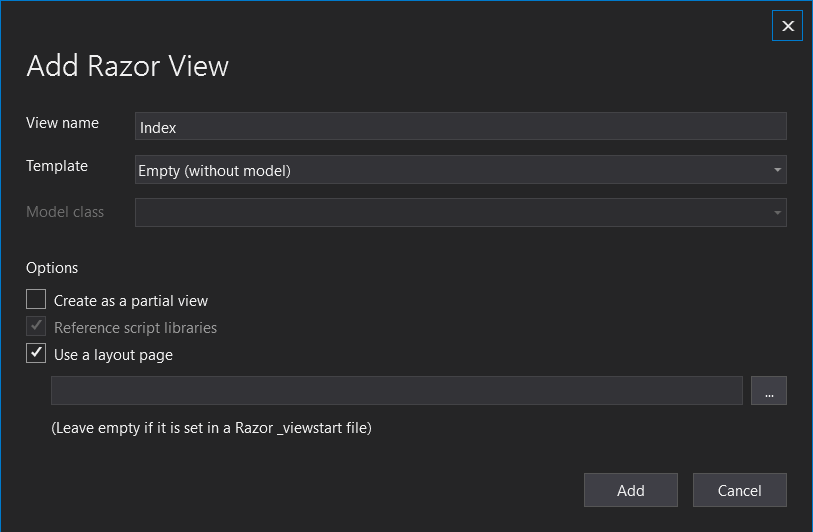 Add Razor View
View name
Index
Template
Empty (without model)
Model class
Options
Create as a partial view
Reference script libraries
Use a layout page
...
(Leave empty if it is set in a Razor _viewstart file)
Add
Cancel